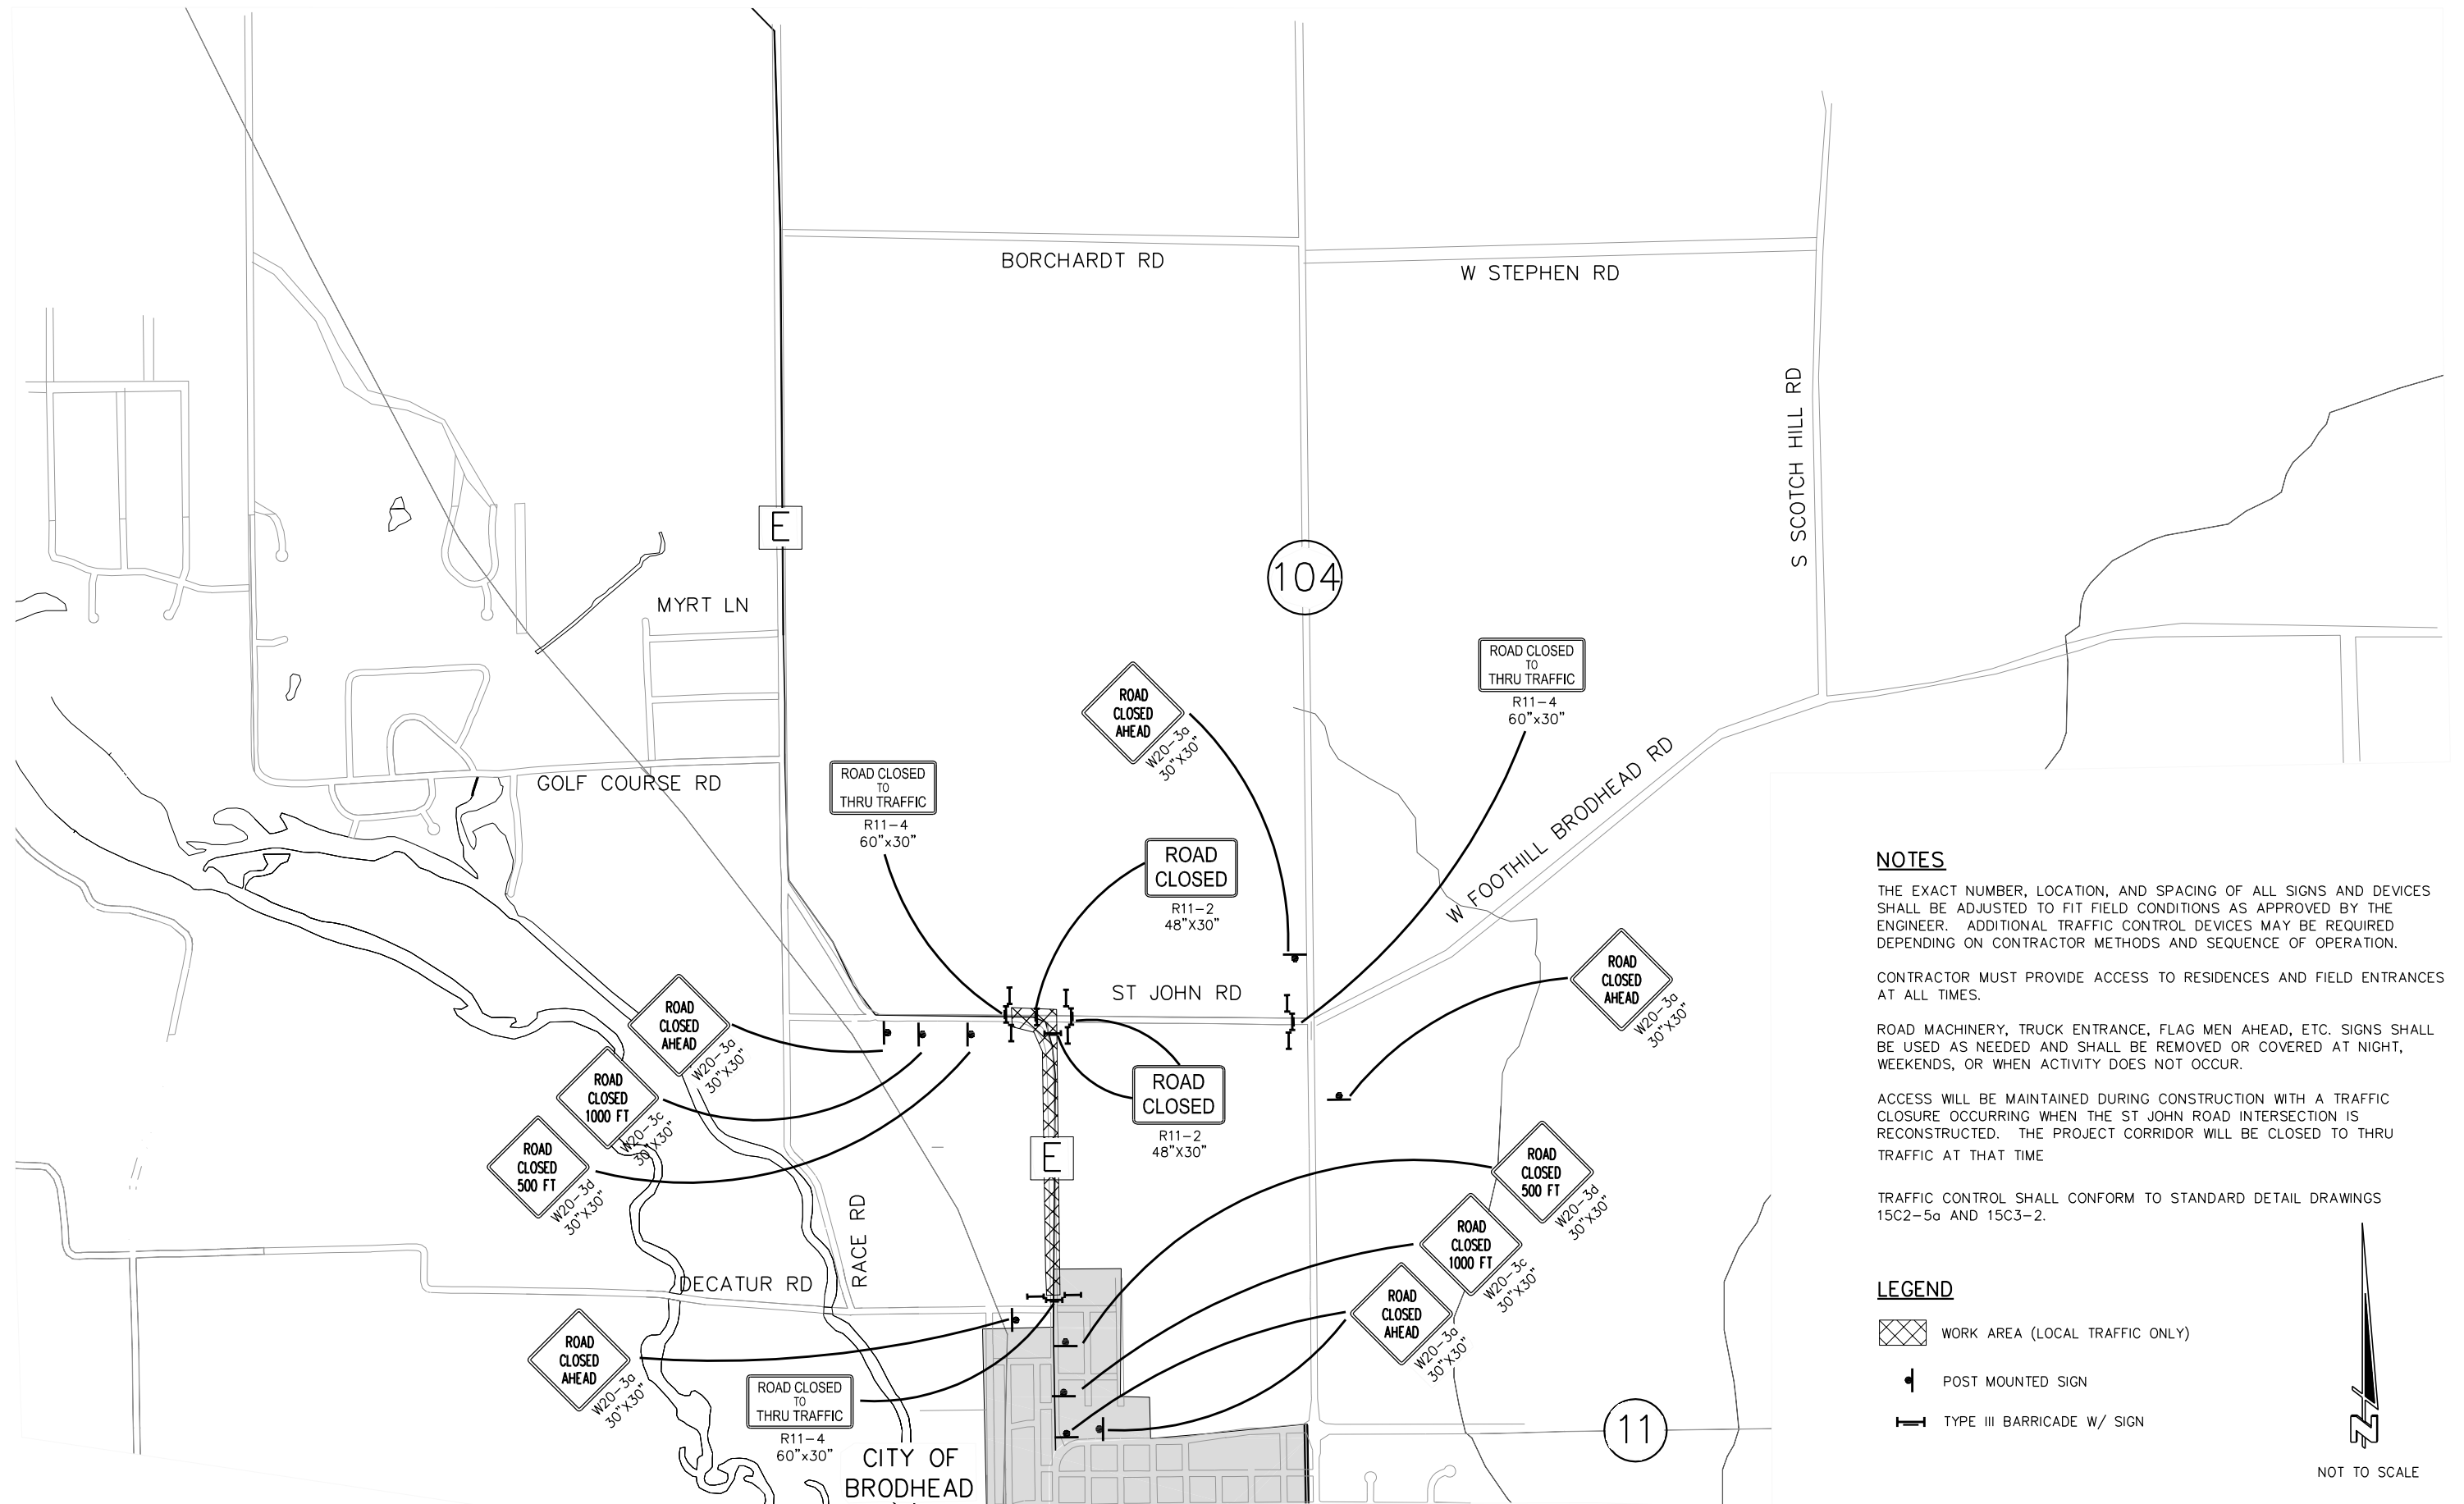 BORCHARDT RD
W STEPHEN RD
S SCOTCH HILL RD
E
104
MYRT LN
GOLF COURSE RD
ROAD CLOSED
TO
THRU TRAFFIC
R11-4
60"x30"
ROAD
CLOSED
AHEAD
W20-3a
30"X30"
ROAD CLOSED
TO
THRU TRAFFIC
R11-4
60"x30"
W FOOTHILL BRODHEAD RD
ROAD
CLOSED
R11-2
48"X30"
ST JOHN RD
ROAD
CLOSED
AHEAD
W20-3a
30"X30"
ROAD
CLOSED
AHEAD
W20-3a
30"X30"
ROAD
CLOSED
1000 FT
W20-3c
30"X30"
ROAD
CLOSED
500 FT
W20-3d
30"X30"
ROAD
CLOSED
R11-2
48"X30"
E
ROAD
CLOSED
500 FT
W20-3d
30"X30"
ROAD
CLOSED
1000 FT
W20-3c
30"X30"
ROAD
CLOSED
AHEAD
W20-3a
30"X30"
RACE RD
DECATUR RD
ROAD
CLOSED
AHEAD
W20-3a
30"X30"
ROAD CLOSED
TO
THRU TRAFFIC
R11-4
60"x30"
CITY OF
BRODHEAD
11
NOTES
THE EXACT NUMBER, LOCATION, AND SPACING OF ALL SIGNS AND DEVICES
SHALL BE ADJUSTED TO FIT FIELD CONDITIONS AS APPROVED BY THE
ENGINEER. ADDITIONAL TRAFFIC CONTROL DEVICES MAY BE REQUIRED
DEPENDING ON CONTRACTOR METHODS AND SEQUENCE OF OPERATION.
CONTRACTOR MUST PROVIDE ACCESS TO RESIDENCES AND FIELD ENTRANCES
AT ALL TIMES.
ROAD MACHINERY, TRUCK ENTRANCE, FLAG MEN AHEAD, ETC. SIGNS SHALL
BE USED AS NEEDED AND SHALL BE REMOVED OR COVERED AT NIGHT,
WEEKENDS, OR WHEN ACTIVITY DOES NOT OCCUR.
ACCESS WILL BE MAINTAINED DURING CONSTRUCTION WITH A TRAFFIC
CLOSURE OCCURRING WHEN THE ST JOHN ROAD INTERSECTION IS
RECONSTRUCTED. THE PROJECT CORRIDOR WILL BE CLOSED TO THRU
TRAFFIC AT THAT TIME
TRAFFIC CONTROL SHALL CONFORM TO STANDARD DETAIL DRAWINGS
15C2-5a AND 15C3-2.
LEGEND
WORK AREA (LOCAL TRAFFIC ONLY)
POST MOUNTED SIGN
TYPE III BARRICADE W/ SIGN
N
NOT TO SCALE